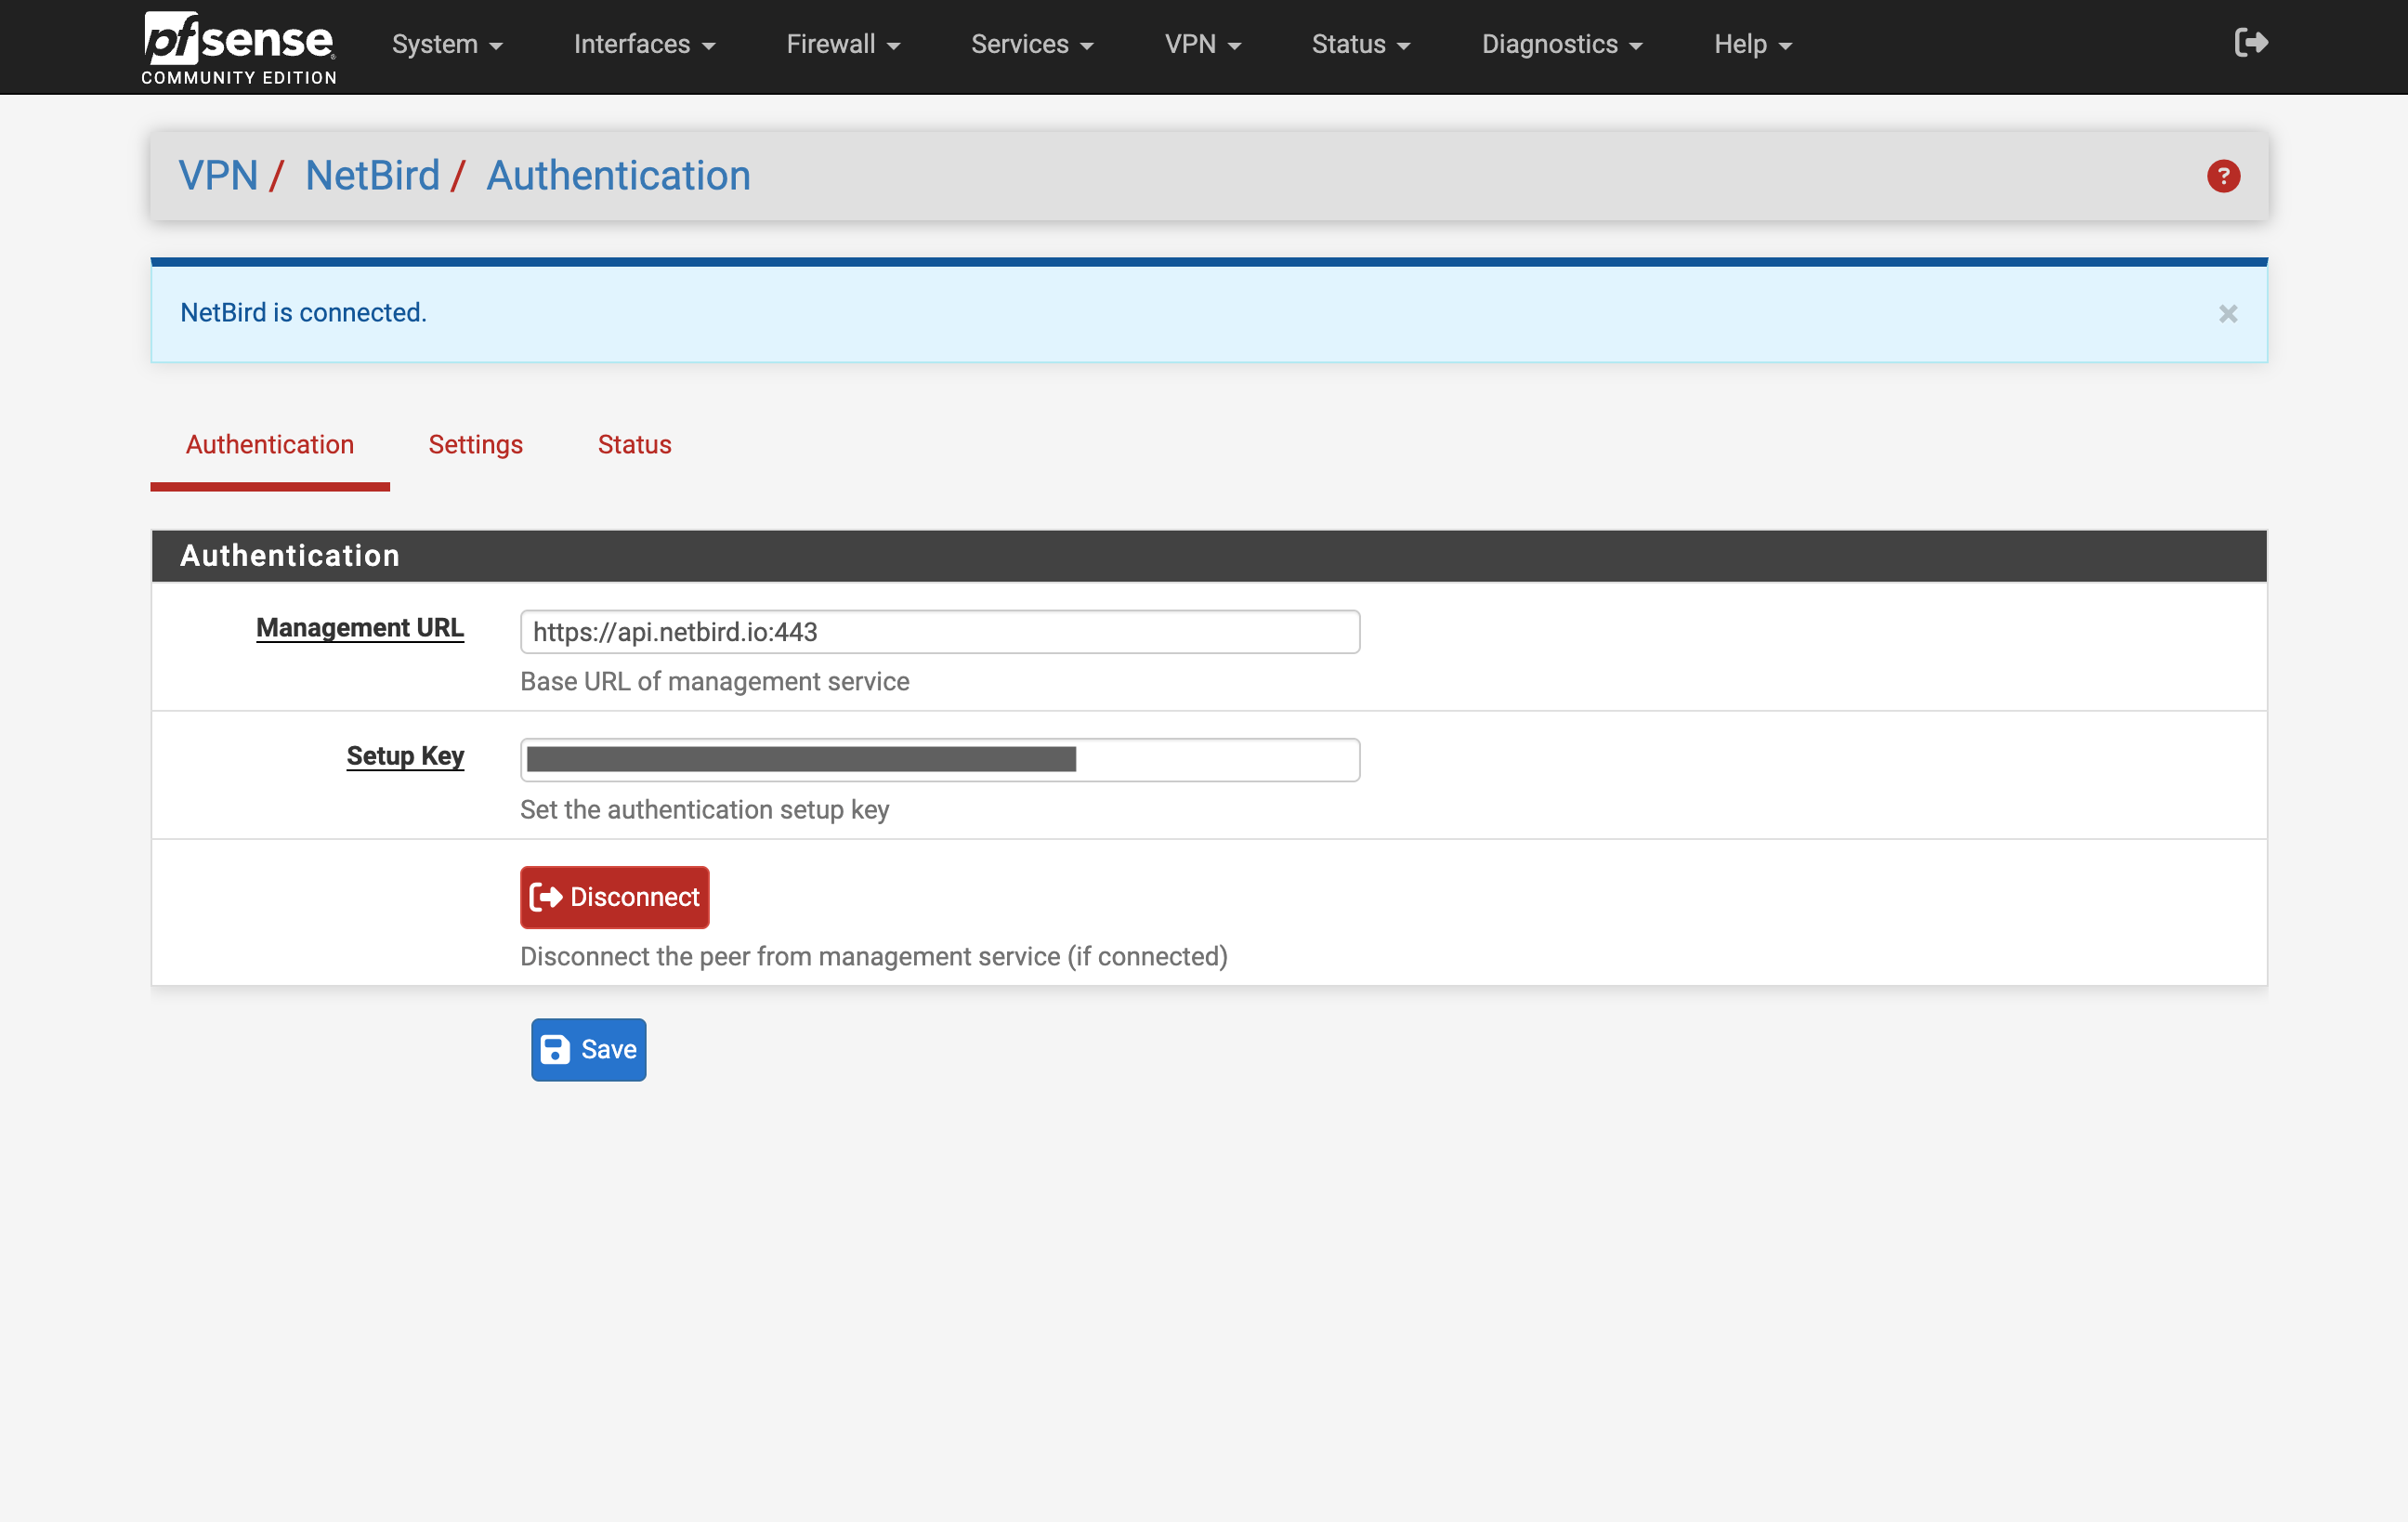 pfsense
COMMUNITY EDITION
System Interfaces Firewall Services VPN Status Diagnostics Help
VPN / NetBird / Authentication
?
NetBird is connected.
×
Authentication Settings Status
Authentication
Management URL
https://api.netbird.io:443
Base URL of management service
Setup Key
Set the authentication setup key
Disconnect
Disconnect the peer from management service (if connected)
Save